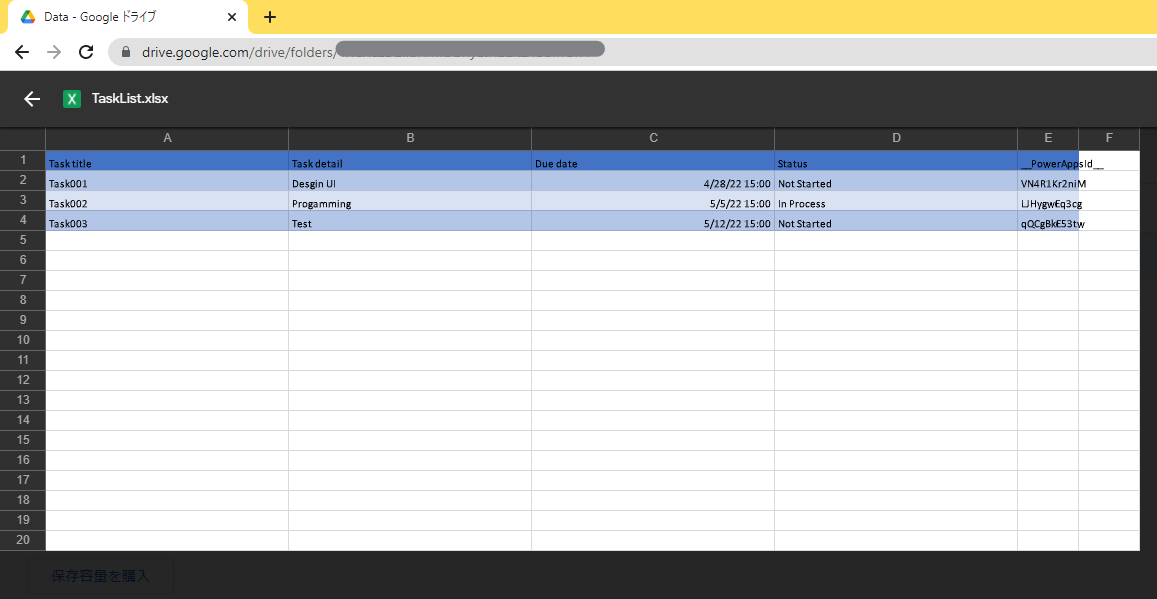 Data - Google ドライブ
drive.google.com/drive/folders/
TaskList.xlsx
A B C D E F
1 Task title Task detail Due date Status __PowerAppsId__
2 Task001 Desgin UI 4/28/22 15:00 Not Started VN4R1Kr2niM
3 Task002 Progamming 5/5/22 15:00 In Process
4 Task003 Test 5/12/22 15:00 Not Started qQCgBkE53tw
5
6
7
8
9
10
11
12
13
14
15
16
17
18
19
20
保存容量を購入